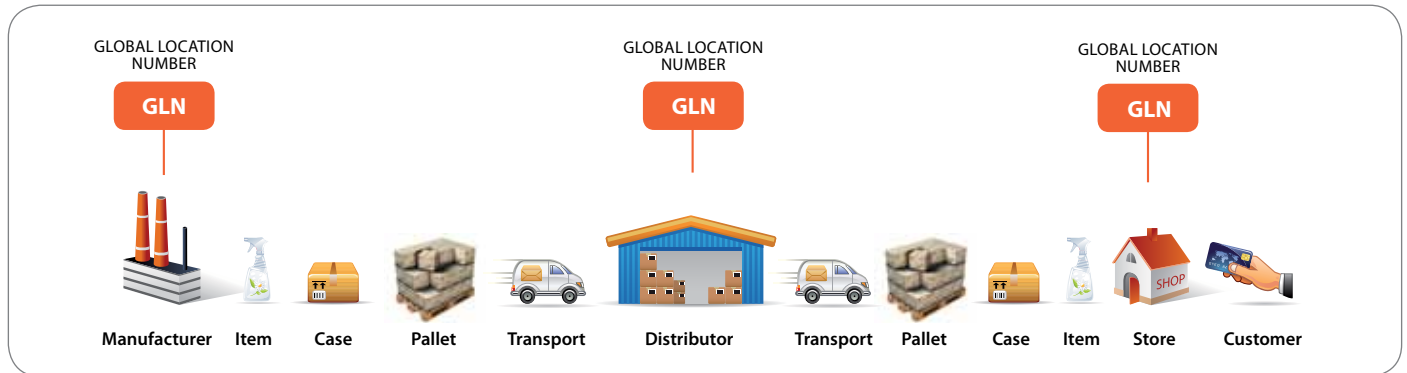 GLOBAL LOCATION
NUMBER
GLN
GLOBAL LOCATION
NUMBER
GLN
GLOBAL LOCATION
NUMBER
GLN
SHOP
Manufacturer
Item
Case
Pallet
Transport
Distributor
Transport
Pallet
Case
Item
Store
Customer